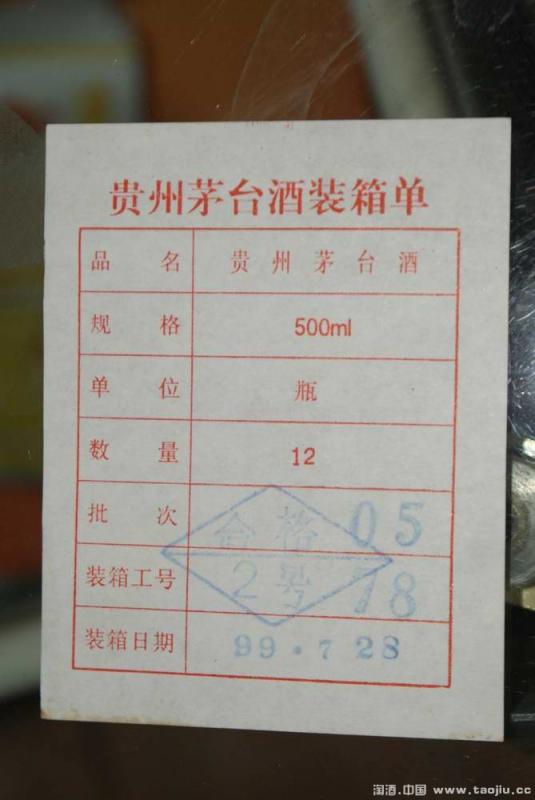 贵州茅台酒装箱单
品 名 贵州茅台酒
规 格 500ml
单 位 瓶
数 量 12
批 次 合格 05
装箱工号 2号 78
装箱日期 99.7 28
淘酒.中国 www.taojiu.cc